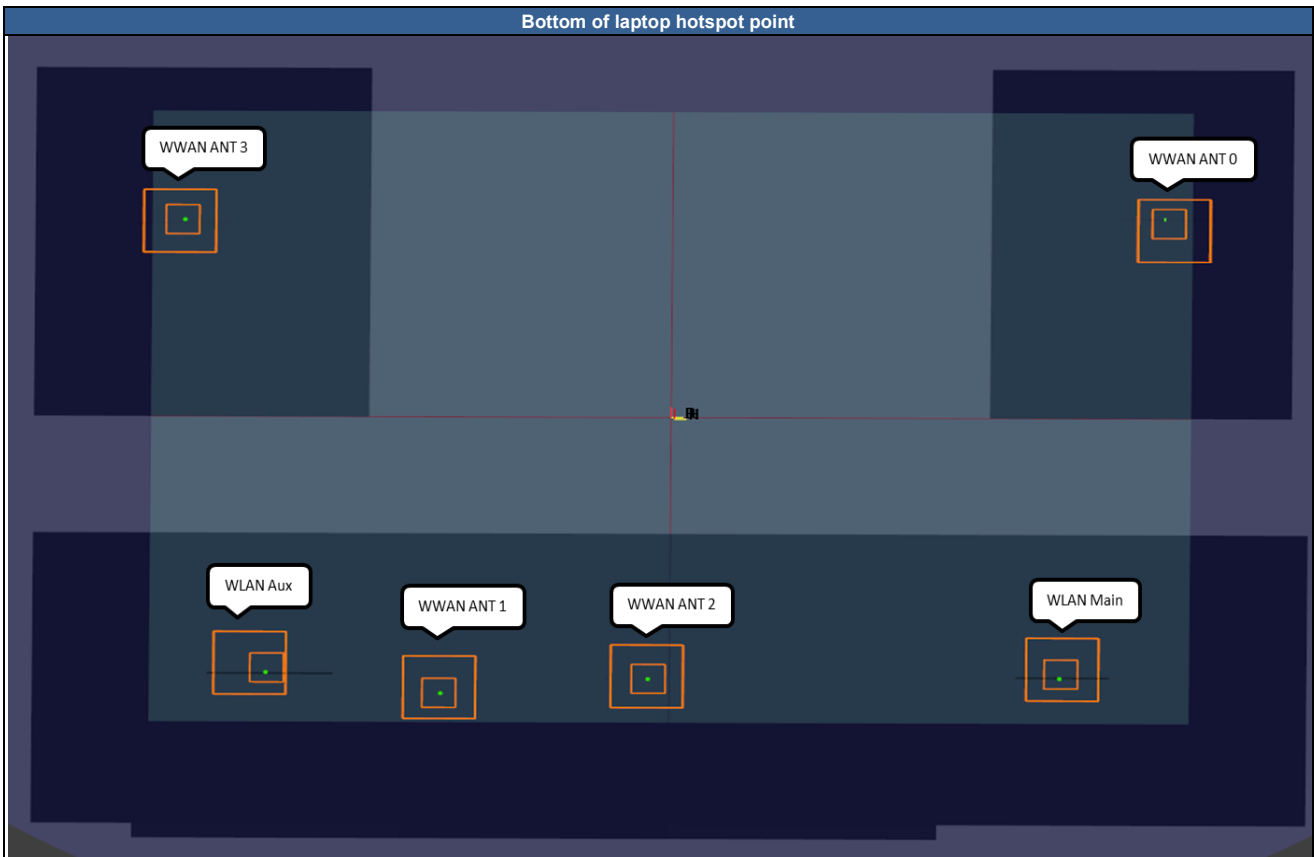 Bottom of laptop hotspot point
WWAN ANT 3
WWAN ANT 0
WLAN Aux
WWAN ANT 1
WWAN ANT 2
WLAN Main